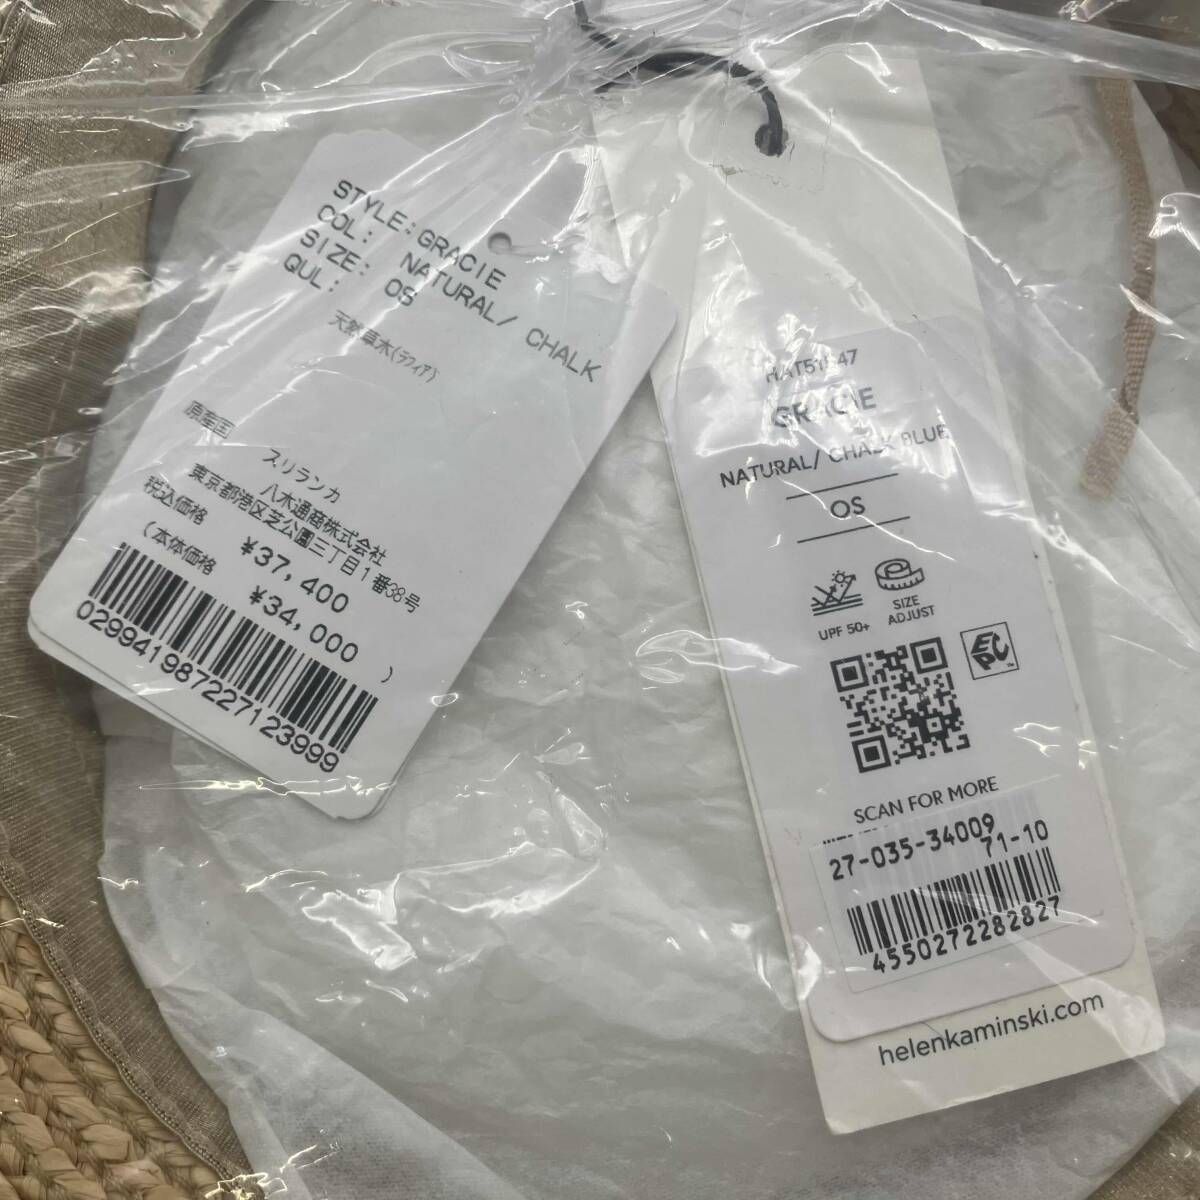 STYLE: GRACIE
COL: NATURAL/ CHALK
SIZE: OS
QUL:
天然草木(ラフィア)
原産国
スリランカ
八木通商株式会社
東京都港区芝公園三丁目1番38号
税込価格 ¥37,400
(本体価格 ¥34,000 )
02994198722712399​9
GRACIE
NATURAL/ CHALK BLUE
OS
UPF 50+
SIZE
ADJUST
EPC™
SCAN FOR MORE
27-035-34009
71-10
4550272282827
helenkaminski.com